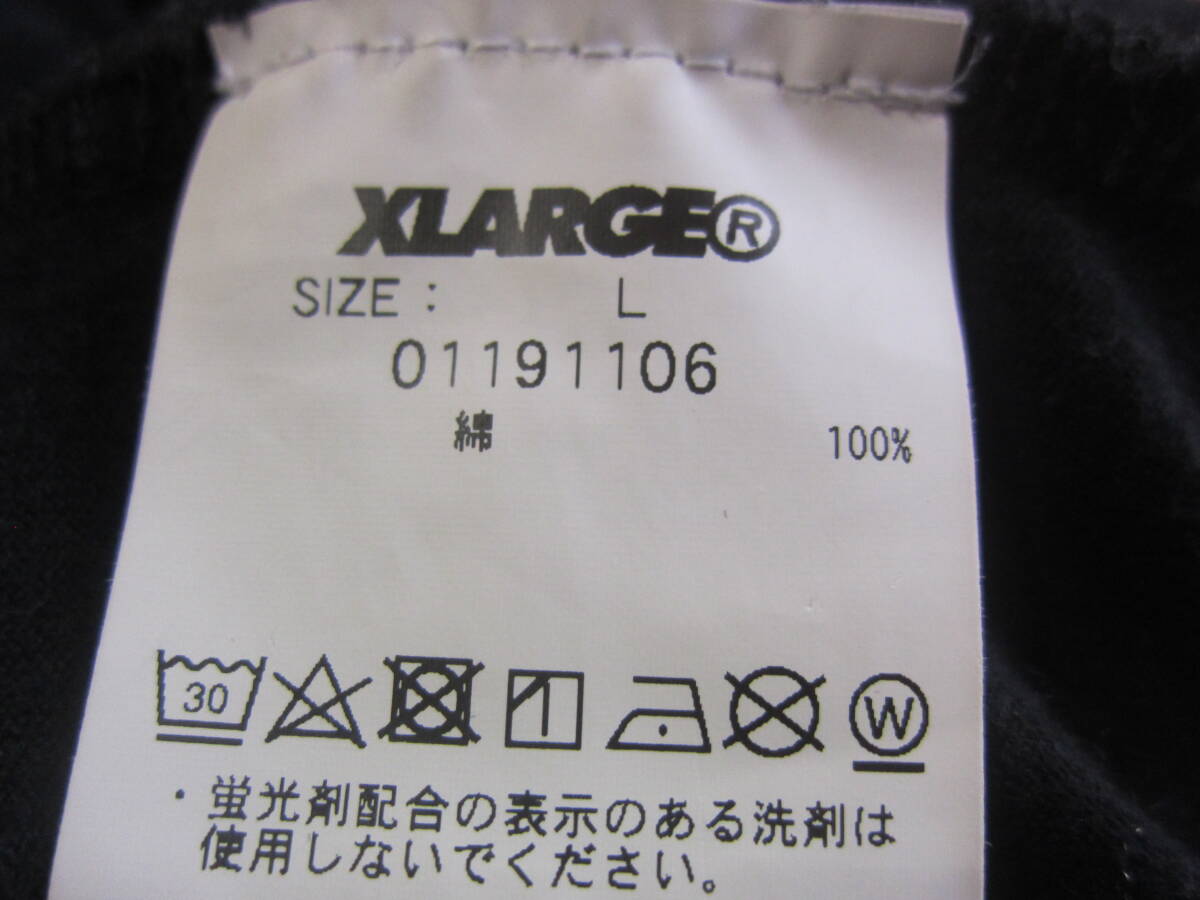 XLARGE®
SIZE : L
01191106
綿 100%
30 W
・蛍光剤配合の表示のある洗剤は
使用しないでください。